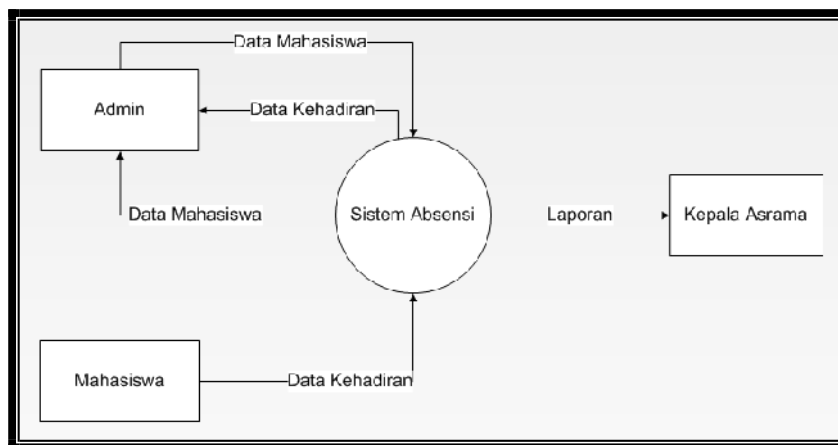 Data Mahasiswa
Admin
Data Kehadiran
Data Mahasiswa
Sistem Absensi
Laporan
Kepala Asrama
Mahasiswa
Data Kehadiran